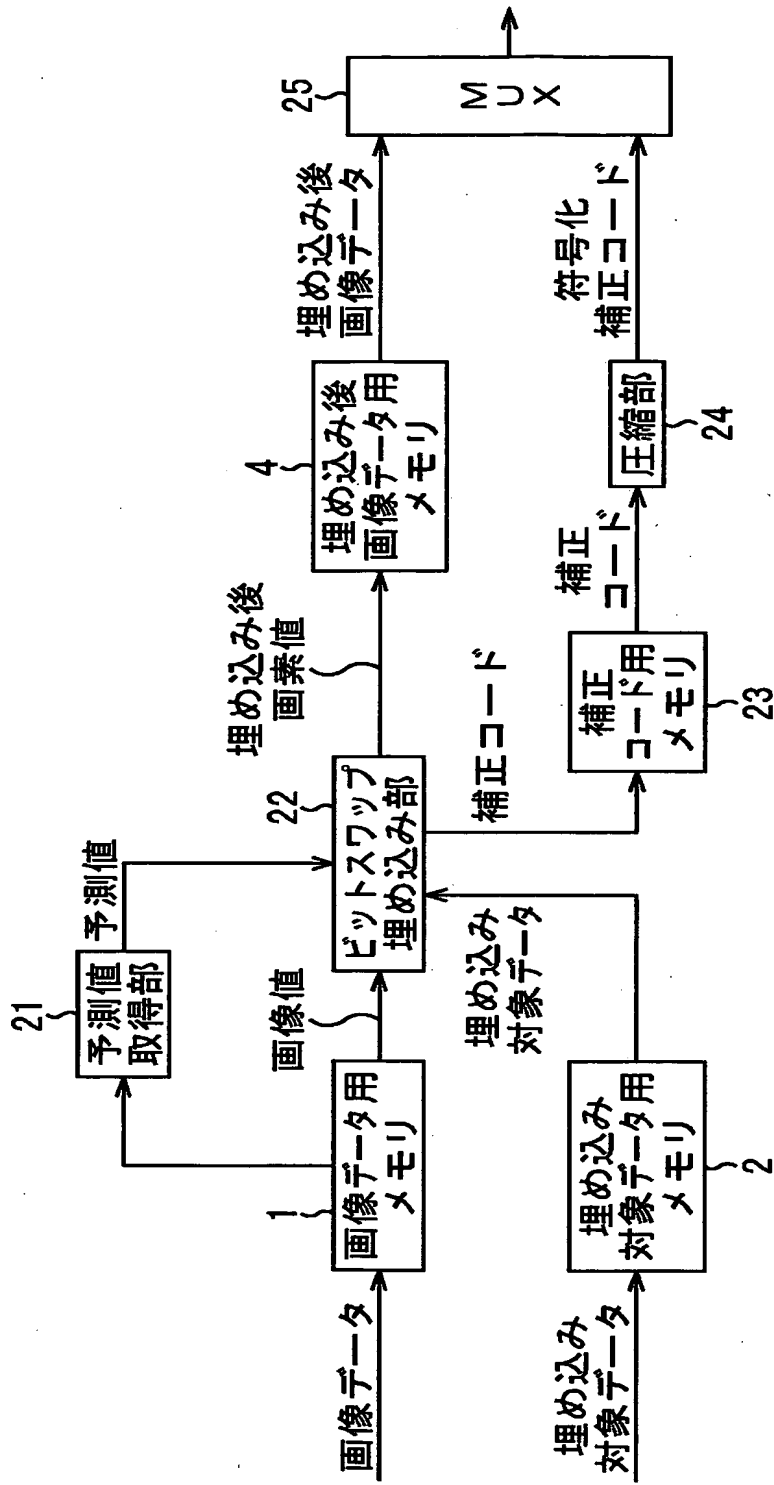 画像データ
1
画像データ用
メモリ
画像値
21
予測値
取得部
予測値
22
ビットスワップ
埋め込み部
埋め込み後
画素値
4
埋め込み後
画像データ用
メモリ
埋め込み後
画像データ
25
MUX
埋め込み
対象データ
埋め込み
対象データ用
メモリ
2
埋め込み
対象データ
補正コード
補正
コード用
メモリ
23
補正
コード
圧縮部
24
符号化
補正コード